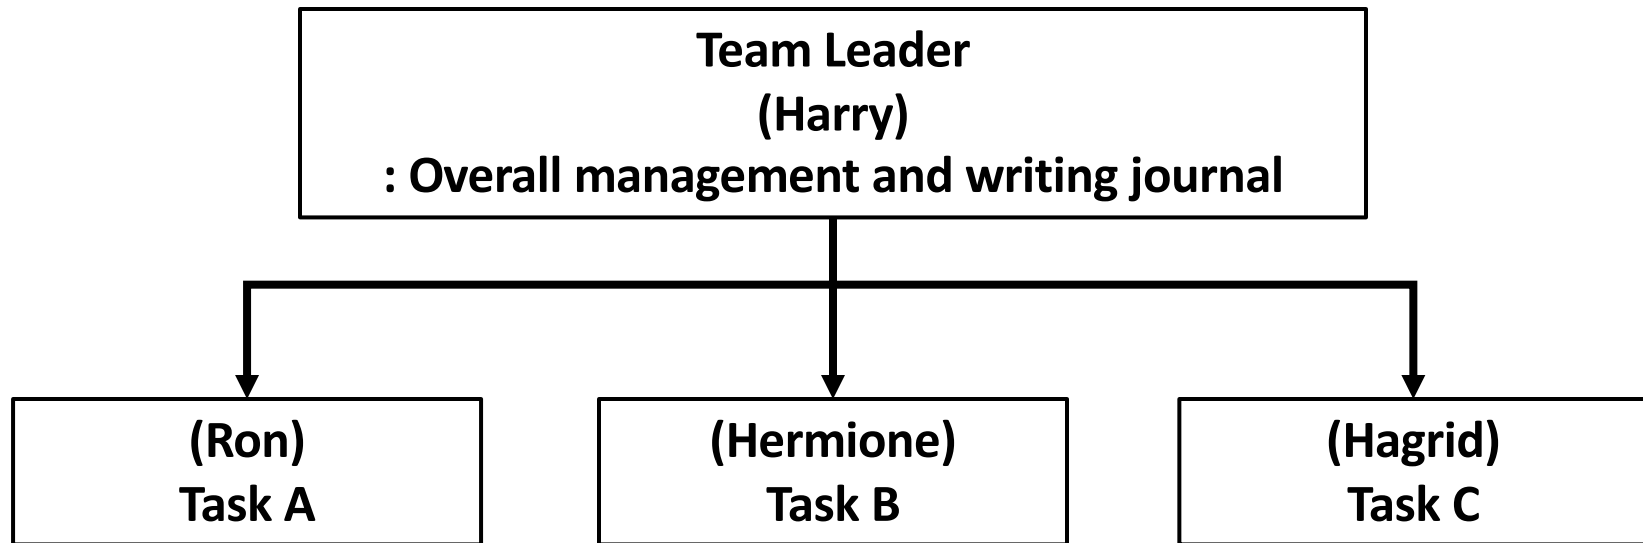 Team Leader
(Harry)
: Overall management and writing journal
(Ron)
Task A
(Hermione)
Task B
(Hagrid)
Task C